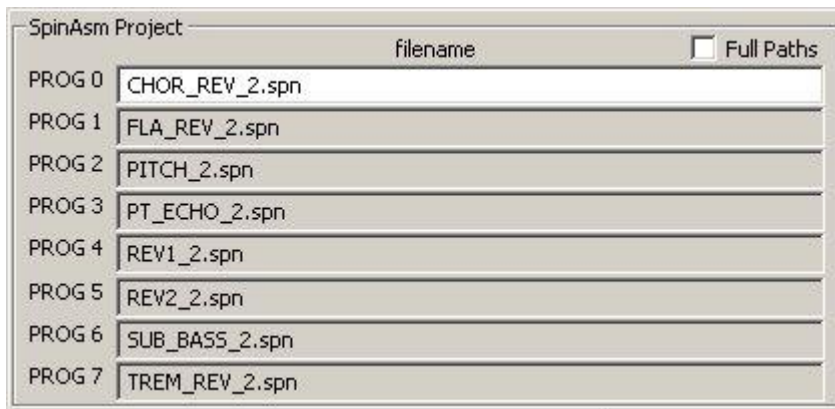 SpinAsm Project
filename Full Paths
PROG 0 CHOR_REV_2.spn
PROG 1 FLA_REV_2.spn
PROG 2 PITCH_2.spn
PROG 3 PT_ECHO_2.spn
PROG 4 REV1_2.spn
PROG 5 REV2_2.spn
PROG 6 SUB_BASS_2.spn
PROG 7 TREM_REV_2.spn